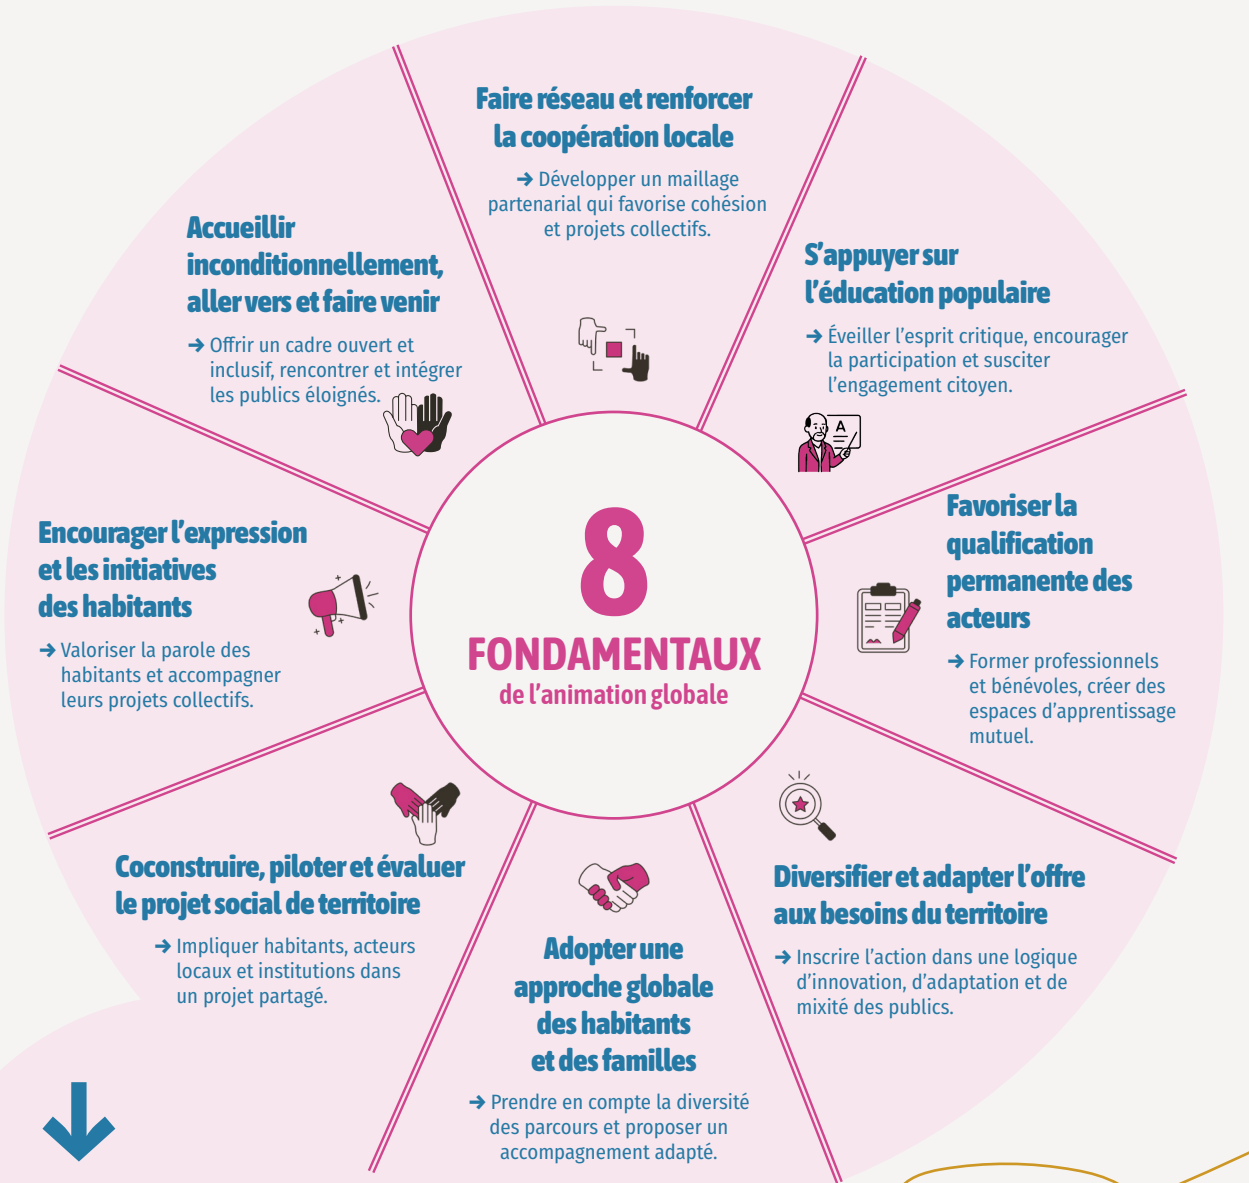 Faire réseau et renforcer
la coopération locale
→ Développer un maillage
partenarial qui favorise cohésion
et projets collectifs.
S'appuyer sur
l'éducation populaire
→ Éveiller l'esprit critique, encourager
la participation et susciter
l'engagement citoyen.
A
Favoriser la
qualification
permanente des
acteurs
→ Former professionnels
et bénévoles, créer des
espaces d'apprentissage
mutuel.
Diversifier et adapter l'offre
aux besoins du territoire
→ Inscrire l'action dans une logique
d'innovation, d'adaptation et de
mixité des publics.
Adopter une
approche globale
des habitants
et des familles
→ Prendre en compte la diversité
des parcours et proposer un
accompagnement adapté.
Coconstruire, piloter et évaluer
le projet social de territoire
→ Impliquer habitants, acteurs
locaux et institutions dans
un projet partagé.
Encourager l'expression
et les initiatives
des habitants
→ Valoriser la parole des
habitants et accompagner
leurs projets collectifs.
Accueillir
inconditionnellement,
aller vers et faire venir
→ Offrir un cadre ouvert et
inclusif, rencontrer et intégrer
les publics éloignés.
8
FONDAMENTAUX
de l'animation globale